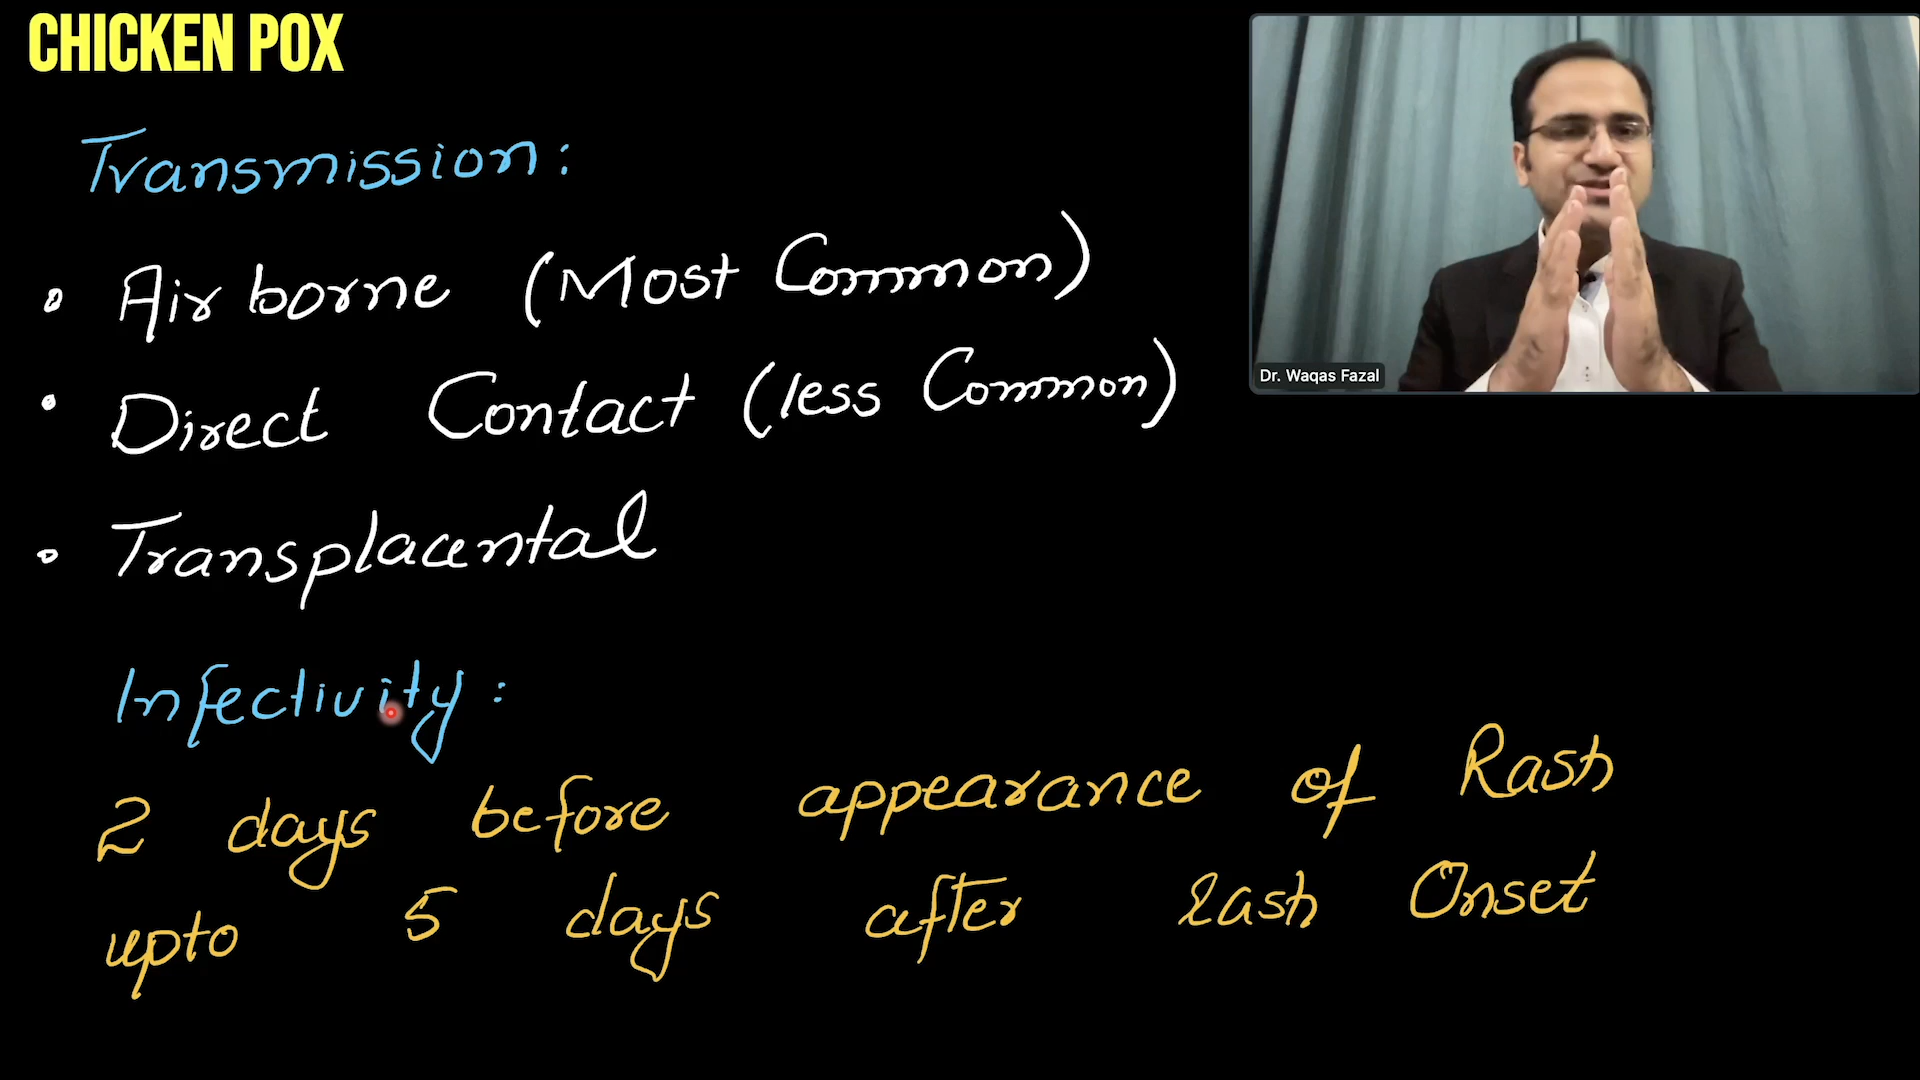 CHICKEN POX
Transmission:
• Air borne (Most Common)
• Direct Contact (less Common)
• Transplacental
Infectivity:
2 days before appearance of Rash
upto 5 days after Rash Onset
Dr. Waqas Fazal